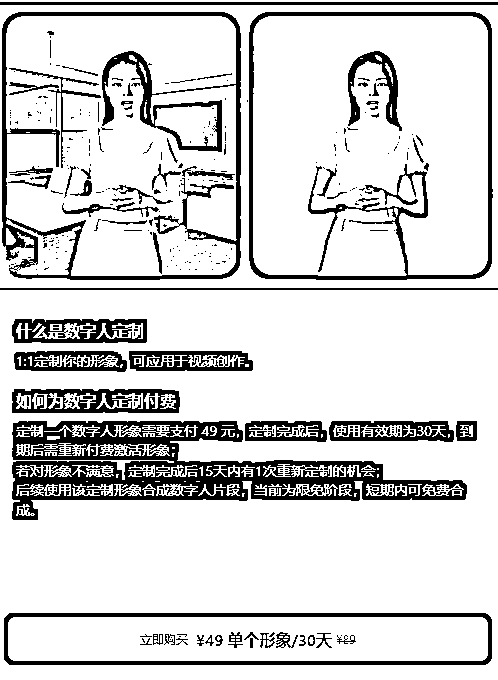 什么是数字人定制
1:1定制你的形象，可应用于视频创作。
如何为数字人定制付费
定制一个数字人形象需要支付 49 元，定制完成后，使用有效期为30天，到
期后需重新付费激活形象；
若对形象不满意，定制完成后15天内有1次重新定制的机会；
后续使用该定制形象合成数字人片段，当前为限免阶段，短期内可免费合
成。
立即购买 ¥49 单个形象/30天 ¥89